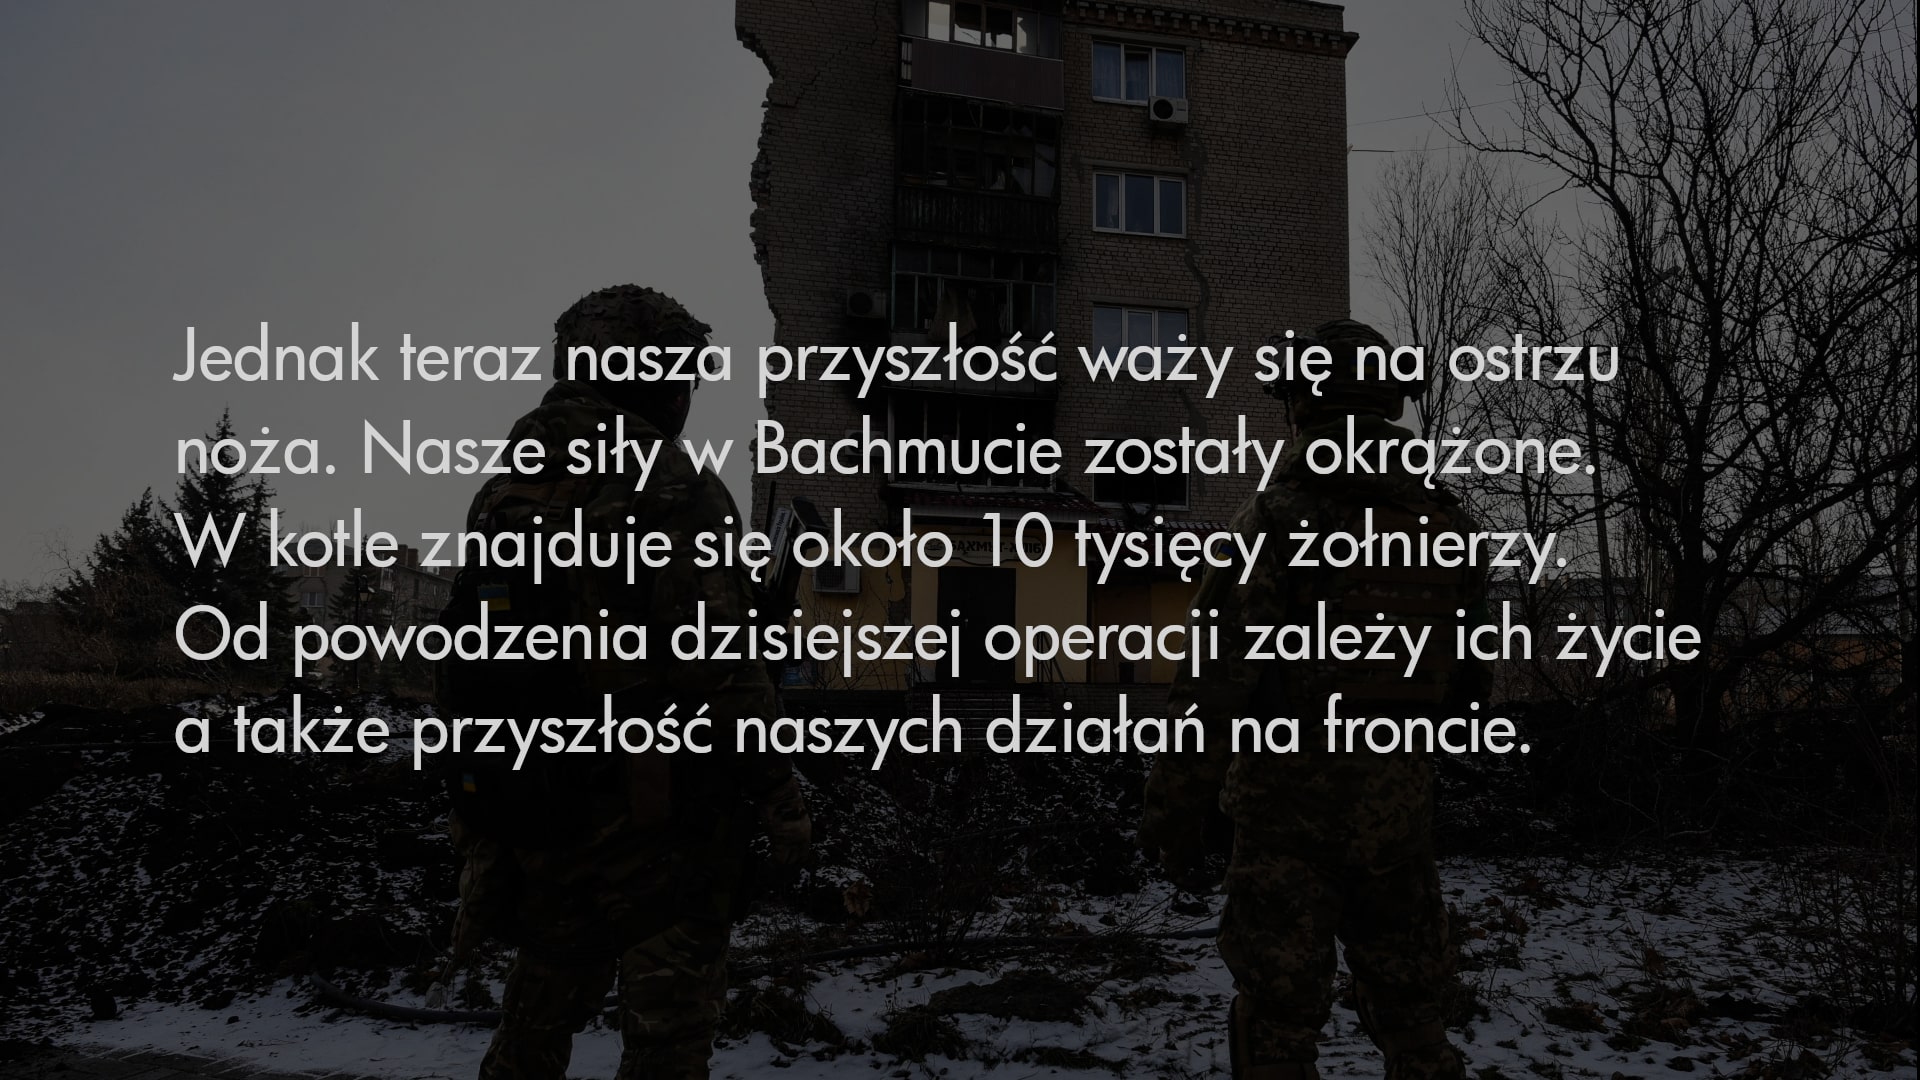 Jednak teraz nasza przyszłość waży się na ostrzu
noża. Nasze siły w Bachmucie zostały okrążone.
W kotle znajduje się około 10 tysięcy żołnierzy.
Od powodzenia dzisiejszej operacji zależy ich życie
a także przyszłość naszych działań na froncie.